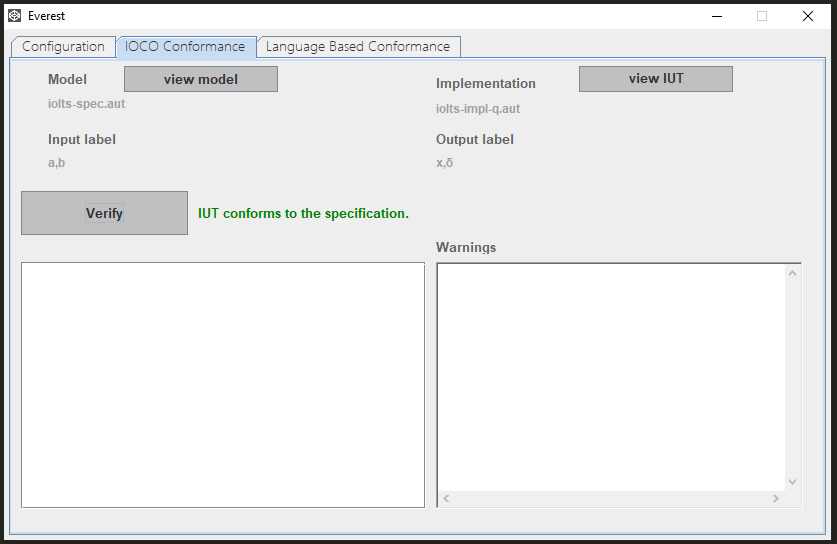 Everest
Configuration
IOCO Conformance
Language Based Conformance
Model
view model
iolts-spec.aut
Implementation
view IUT
iolts-impl-q.aut
Input label
a,b
Output label
x,δ
Verify
IUT conforms to the specification.
Warnings